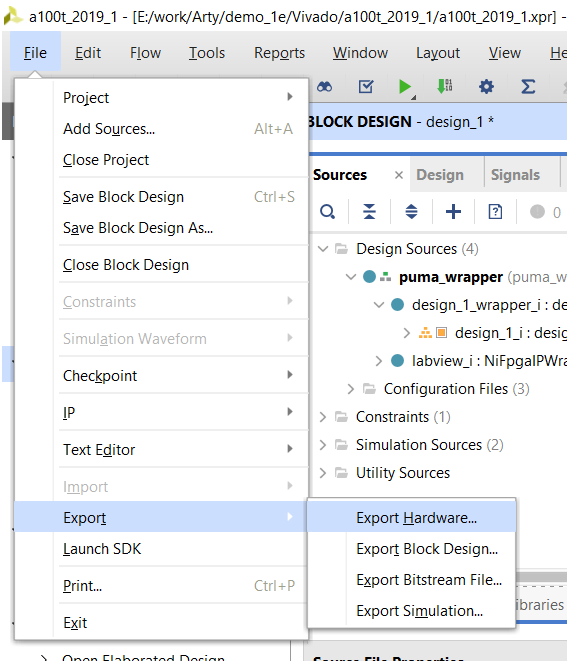 a100t_2019_1 - [E:/work/Arty/demo_1e/Vivado/a100t_2019_1/a100t_2019_1.xpr] -
File Edit Flow Tools Reports Window Layout View
BLOCK DESIGN - design_1 *
Project
Add Sources... Alt+A
Close Project
Save Block Design Ctrl+S
Save Block Design As...
Close Block Design
Constraints
Simulation Waveform
Checkpoint
IP
Text Editor
Import
Export
Launch SDK
Print... Ctrl+P
Exit
Export Hardware...
Export Block Design...
Export Bitstream File...
Export Simulation...
Sources × Design Signals
0
Design Sources (4)
puma_wrapper (puma_w
design_1_wrapper_i : de
design_1_i : desig
labview_i : NiFpgaIPWra
Configuration Files (3)
Constraints (1)
Simulation Sources (2)
Utility Sources
ibraries
Open Elaborated Design
Source File Properties